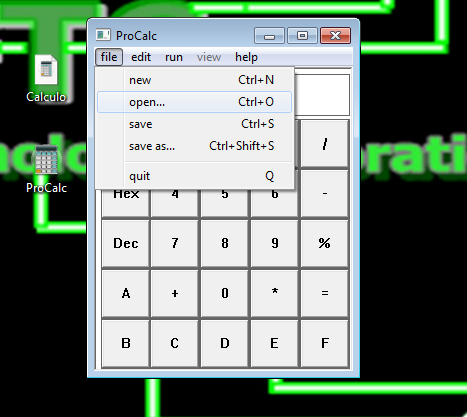 ProCalc
file edit run view help
new Ctrl+N
open... Ctrl+O
save Ctrl+S
save as... Ctrl+Shift+S
quit Q
/
Hex 4 5 6 -
Dec 7 8 9 %
A + 0 * =
B C D E F
Calculo
ProCalc